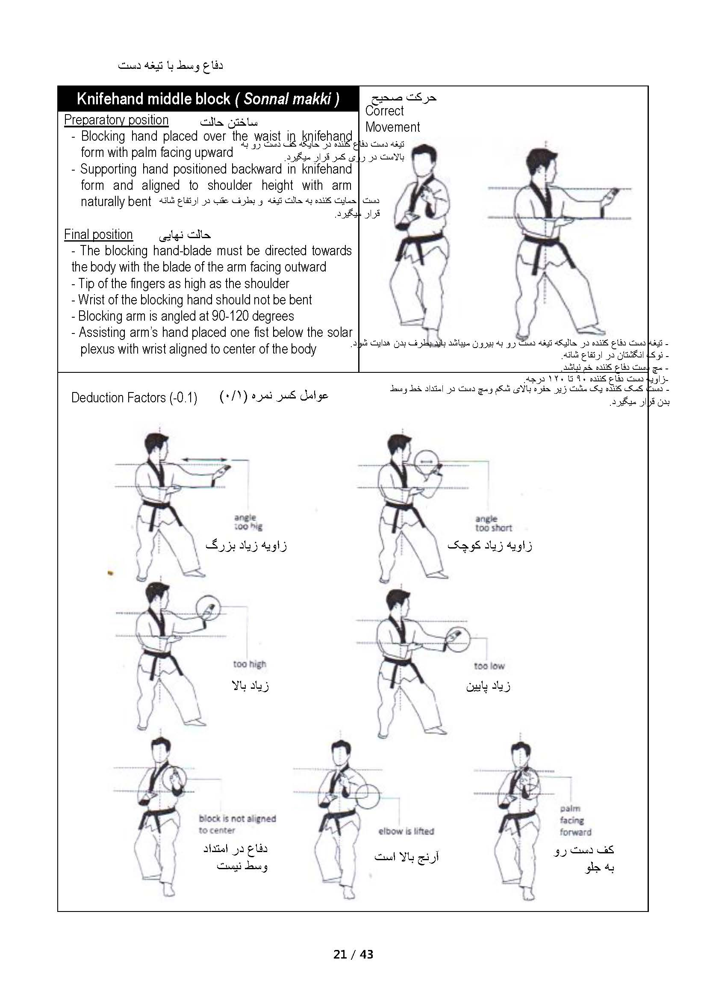 دفاع وسط با تیغه دست
Knifehand middle block ( Sonnal makki )
Preparatory position ساختن حالت
- Blocking hand placed over the waist in knifehand
form with palm facing upward
تیغه دست دفاع کننده در حایکه کف دست رو به
بالاست در رری کمر قرار میگیرد.
- Supporting hand positioned backward in knifehand
form and aligned to shoulder height with arm
naturally bent
دست حمایت کننده به حالت تیغه و بطرف عقب در ارتفاع شانه
قرار میگیرد.
Final position حالت نهایی
- The blocking hand-blade must be directed towards
the body with the blade of the arm facing outward
- Tip of the fingers as high as the shoulder
- Wrist of the blocking hand should not be bent
- Blocking arm is angled at 90-120 degrees
- Assisting arm's hand placed one fist below the solar
plexus with wrist aligned to center of the body
حرکت صحیح
Correct
Movement
- تیغه دست دفاع کننده در حالیکه تیغه دست رو به بیرون میباشد باید بطرف بدن هدایت شود.
- نوک انگشتان در ارتفاع شانه.
- مچ دست دفاع کننده خم نباشد.
-زاویه دست دفاع کننده ۹۰ تا ۱۲۰ درجه.
- دست کمک کننده یک مشت زیر حفره بالای شکم ومچ دست در امتداد خط وسط
بدن قرار میگیرد.
Deduction Factors (-0.1) عوامل کسر نمره (۰/۱)
angle
too hig
زاویه زیاد بزرگ
angle
too short
زاویه زیاد کوچک
too high
زیاد بالا
too low
زیاد پایین
block is not aligned
to center
دفاع در امتداد
وسط نیست
elbow is lifted
آرنج بالا است
palm
facing
forward
کف دست رو
به جلو
21 / 43